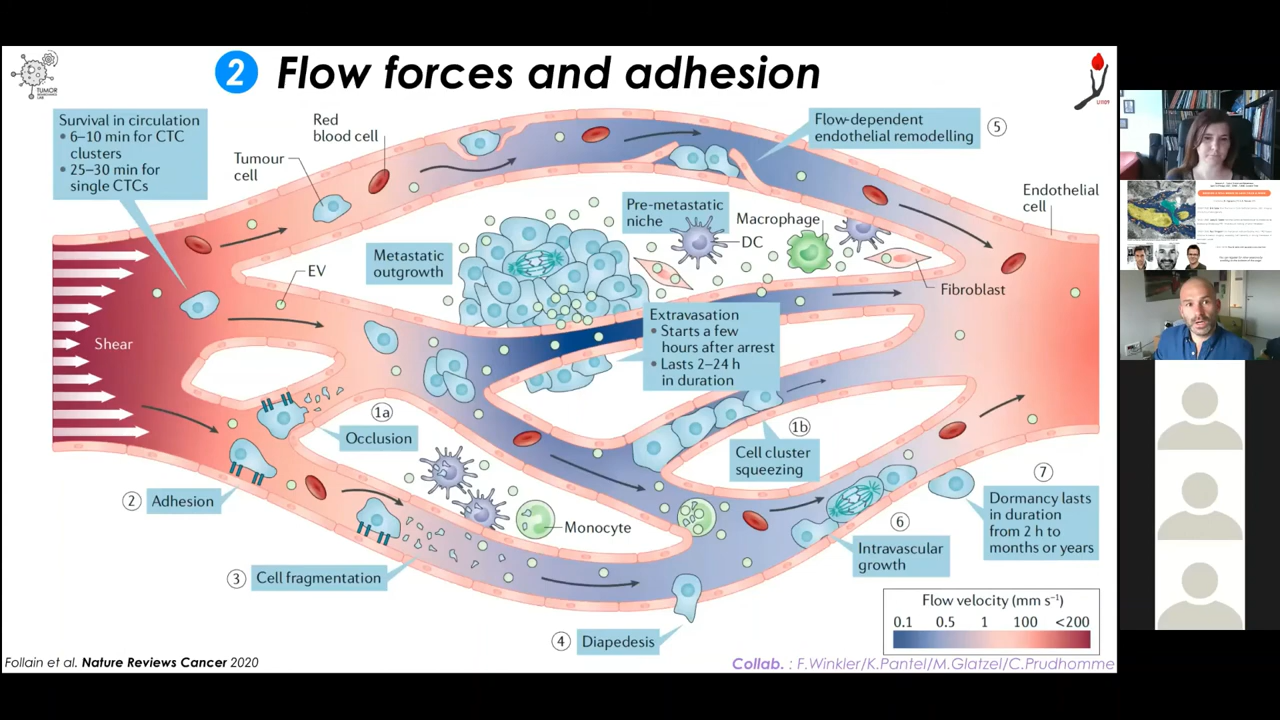 2 Flow forces and adhesion
TUMOR
Survival in circulation
• 6–10 min for CTC
clusters
• 25–30 min for
single CTCs
Red
blood cell
Tumour
cell
Flow-dependent
endothelial remodelling
5
Endothelial
cell
Pre-metastatic
niche
Macrophage
DC
Metastatic
outgrowth
EV
Fibroblast
Extravasation
• Starts a few
hours after arrest
• Lasts 2–24 h
in duration
Shear
1a
Occlusion
1b
Cell cluster
squeezing
2 Adhesion
Monocyte
7
Dormancy lasts
in duration
from 2 h to
months or years
6
Intravascular
growth
3 Cell fragmentation
4 Diapedesis
Flow velocity (mm s⁻¹)
0.1 0.5 1 100 <200
Follain et al. Nature Reviews Cancer 2020
Collab. : F.Winkler/K.Pantel/M.Glatzel/C.Prudhomme